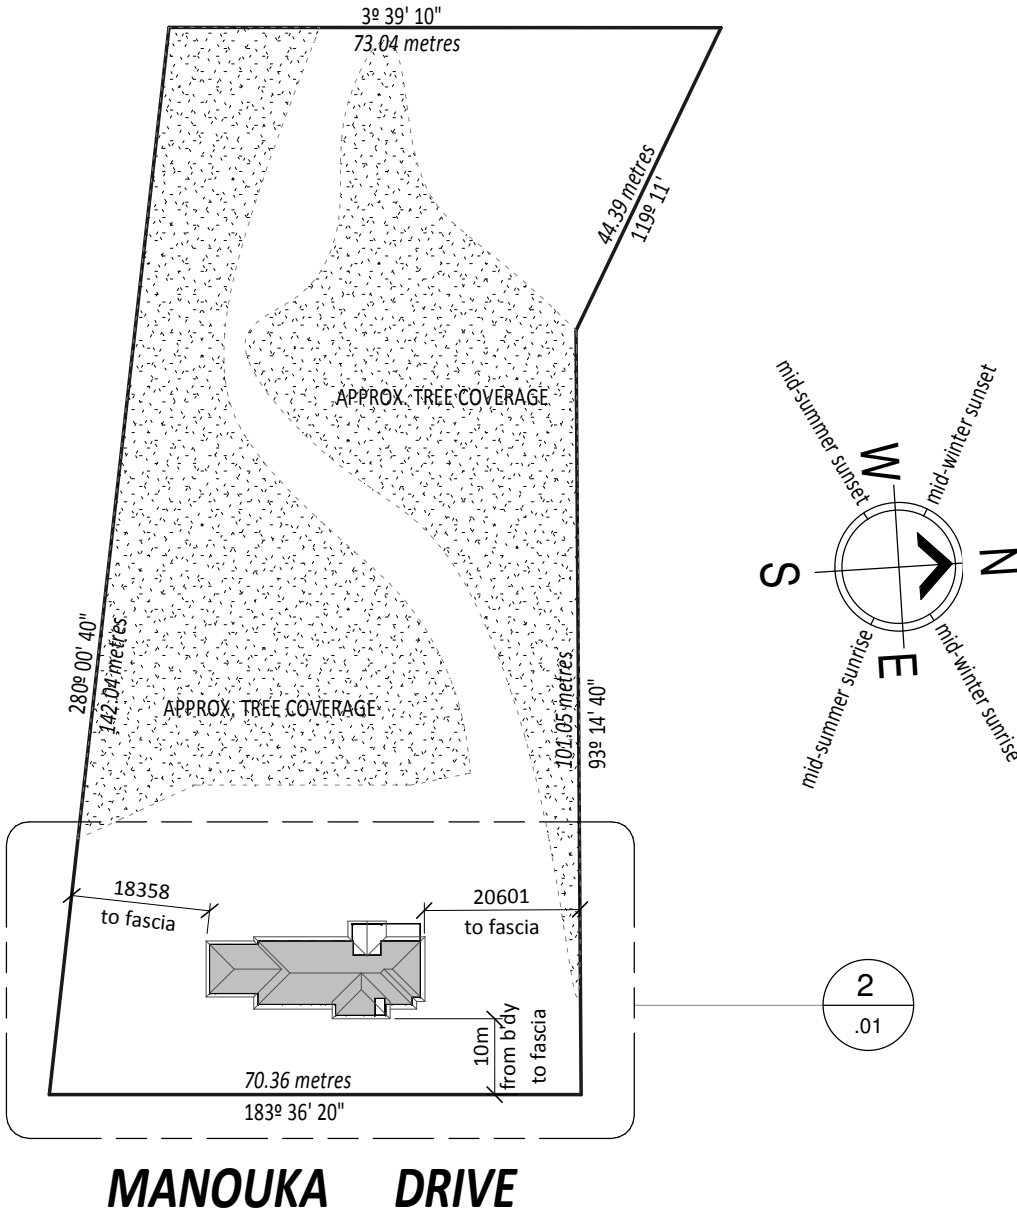 3º 39' 10"
73.04 metres
44.39 metres
119º 11'
APPROX. TREE COVERAGE
mid-summer sunset
mid-winter sunset
W
S
N
E
mid-summer sunrise
mid-winter sunrise
280º 00' 40"
142.04 metres
APPROX. TREE COVERAGE
101.05 metres
93º 14' 40"
18358
to fascia
20601
to fascia
10m
from b'dy
to fascia
2
.01
70.36 metres
183º 36' 20"
MANOUKA DRIVE